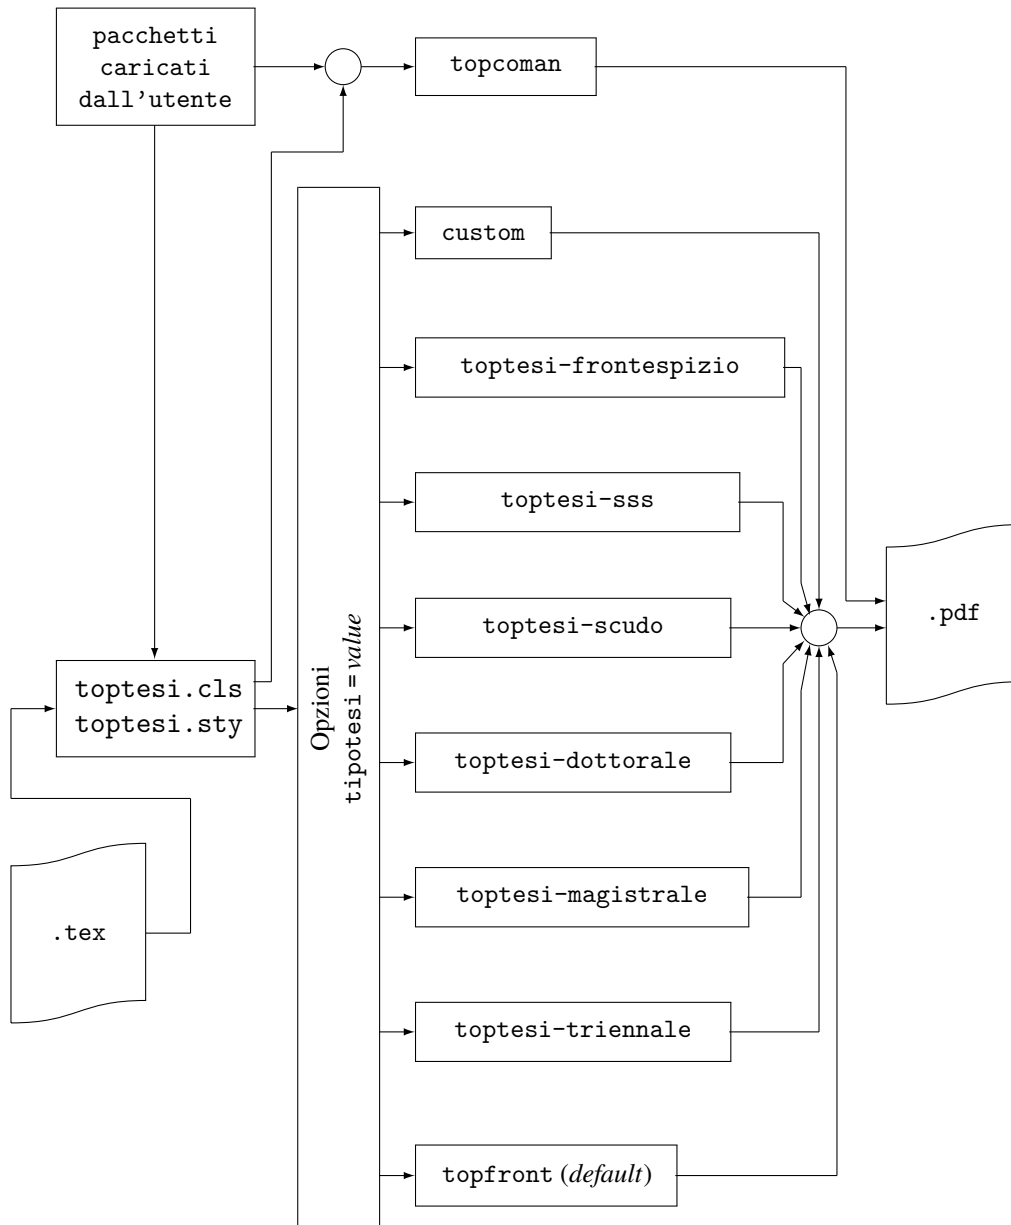 pacchetti
caricati
dall'utente
topcoman
custom
toptesi-frontespizio
toptesi-sss
toptesi-scudo
.pdf
toptesi.cls
toptesi.sty
Opzioni
tipotesi = value
toptesi-dottorale
toptesi-magistrale
.tex
toptesi-triennale
topfront (default)